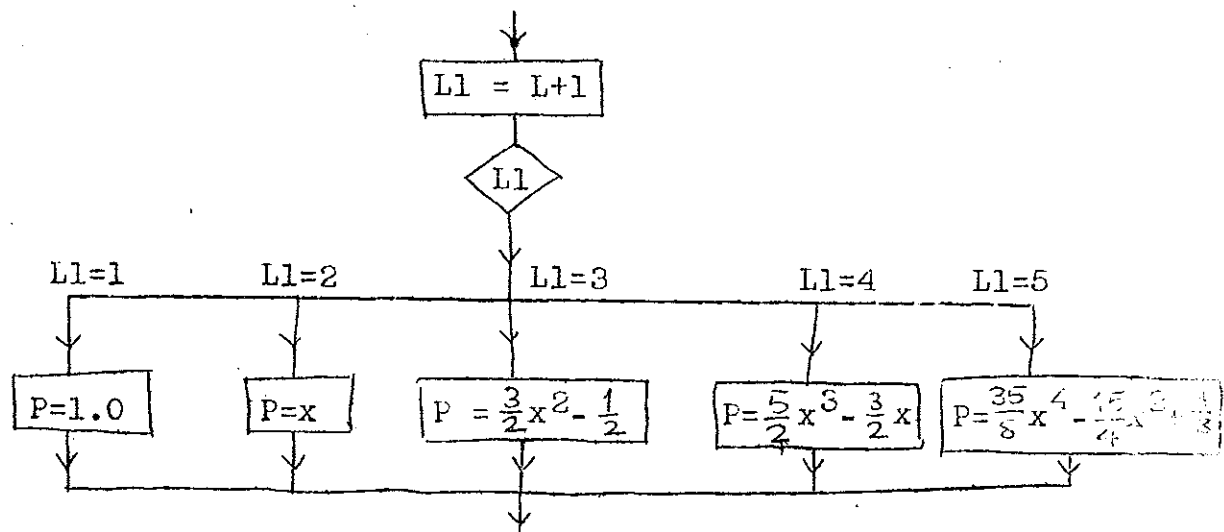 L1 = L+1
L1
L1=1 L1=2 L1=3 L1=4 L1=5
P=1.0 P=x P = 3/2 x² - 1/2 P= 5/2 x³ - 3/2 x P= 35/8 x⁴ -